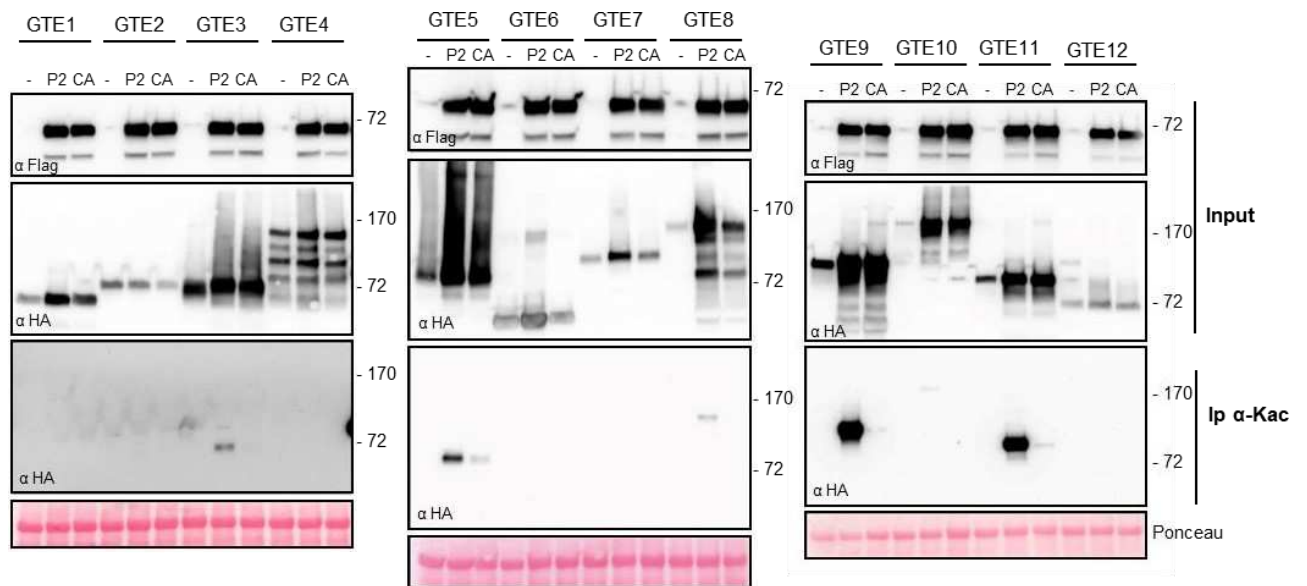 GTE1 GTE2 GTE3 GTE4
- P2 CA - P2 CA - P2 CA - P2 CA
- 72
α Flag
- 170
- 72
α HA
- 170
- 72
α HA
GTE5 GTE6 GTE7 GTE8
- P2 CA - P2 CA - P2 CA - P2 CA
- 72
α Flag
- 170
- 72
α HA
- 170
- 72
α HA
GTE9 GTE10 GTE11 GTE12
- P2 CA - P2 CA - P2 CA - P2 CA
- 72
α Flag
- 170
- 72
α HA
- 170
- 72
α HA
Ponceau
Input
Ip α-Kac